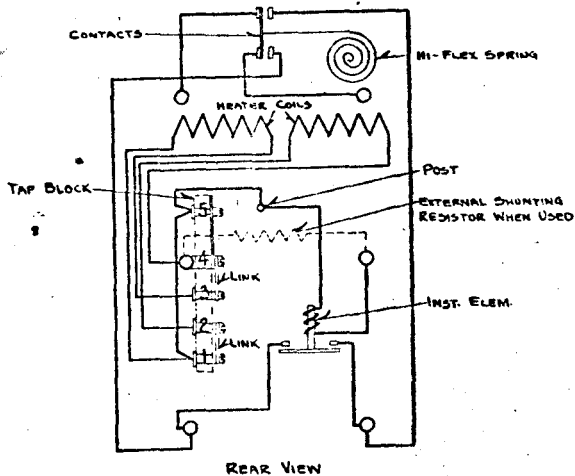 CONTACTS
HI-FLEX SPRING
HEATER COILS
POST
TAP BLOCK
EXTERNAL SHUNTING
RESISTOR WHEN USED
5
4
LINK
3
INST. ELEM.
2
LINK
1
REAR VIEW